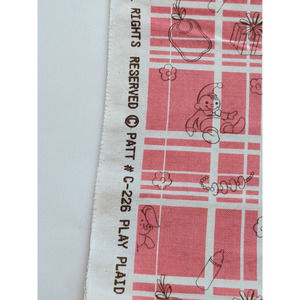 RIGHTS RESERVED © PATT # C-226 PLAY PLAID